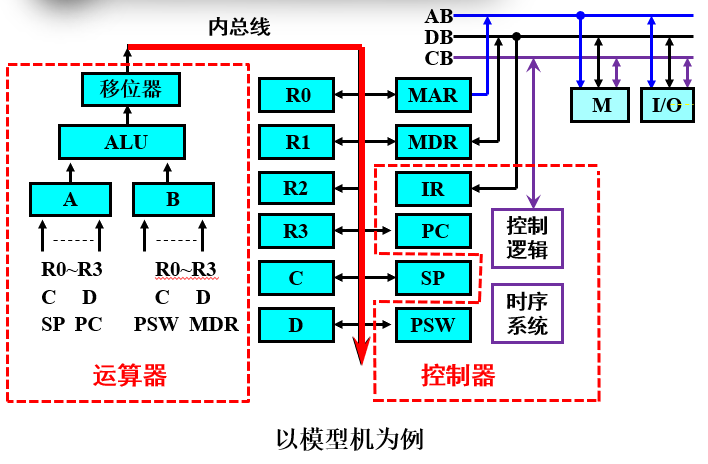 内总线
AB
DB
CB
移位器
ALU
A
B
R0~R3
R0~R3
C D
C D
SP PC
PSW MDR
运算器
R0
MAR
R1
MDR
R2
IR
R3
PC
C
SP
D
PSW
M
I/O
控制
逻辑
时序
系统
控制器
以模型机为例